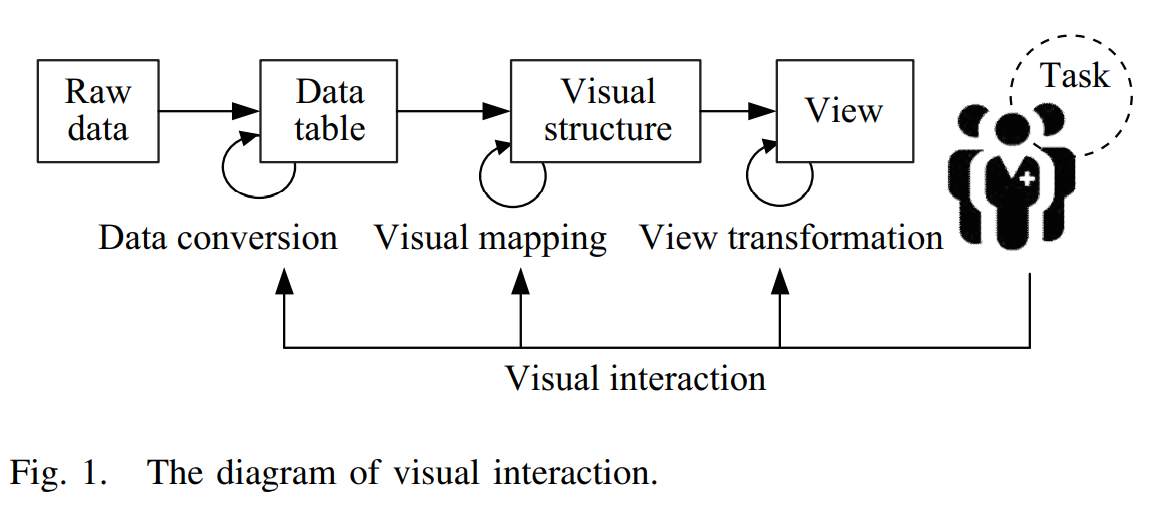 Raw
data
Data
table
Visual
structure
View
Task
Data conversion
Visual mapping
View transformation
Visual interaction
Fig. 1. The diagram of visual interaction.